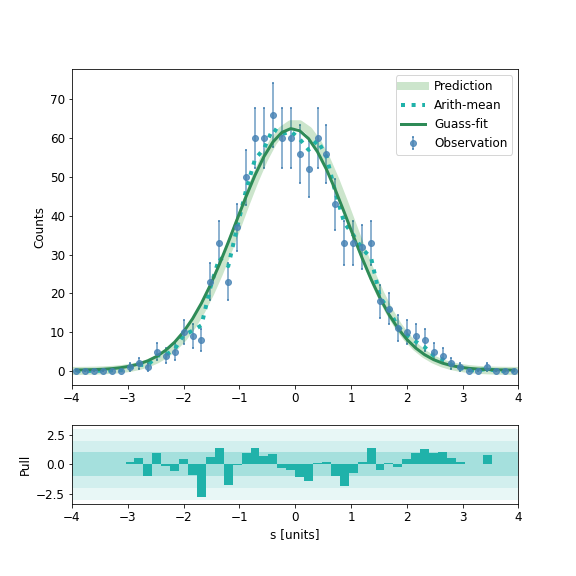 Prediction
Arith-mean
Guass-fit
Observation
70
60
50
40
30
20
10
0
Counts
−4 −3 −2 −1 0 1 2 3 4
2.5
0.0
−2.5
Pull
−4 −3 −2 −1 0 1 2 3 4
s [units]